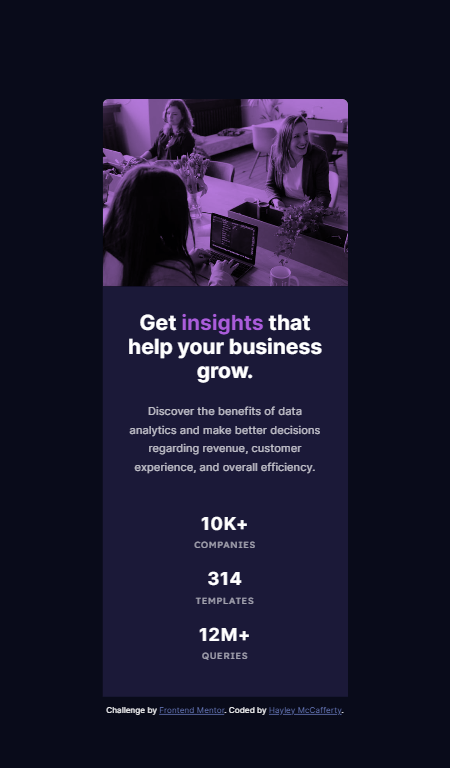 Get insights that
help your business
grow.
Discover the benefits of data
analytics and make better decisions
regarding revenue, customer
experience, and overall efficiency.
10K+
COMPANIES
314
TEMPLATES
12M+
QUERIES
Challenge by Frontend Mentor. Coded by Hayley McCafferty.